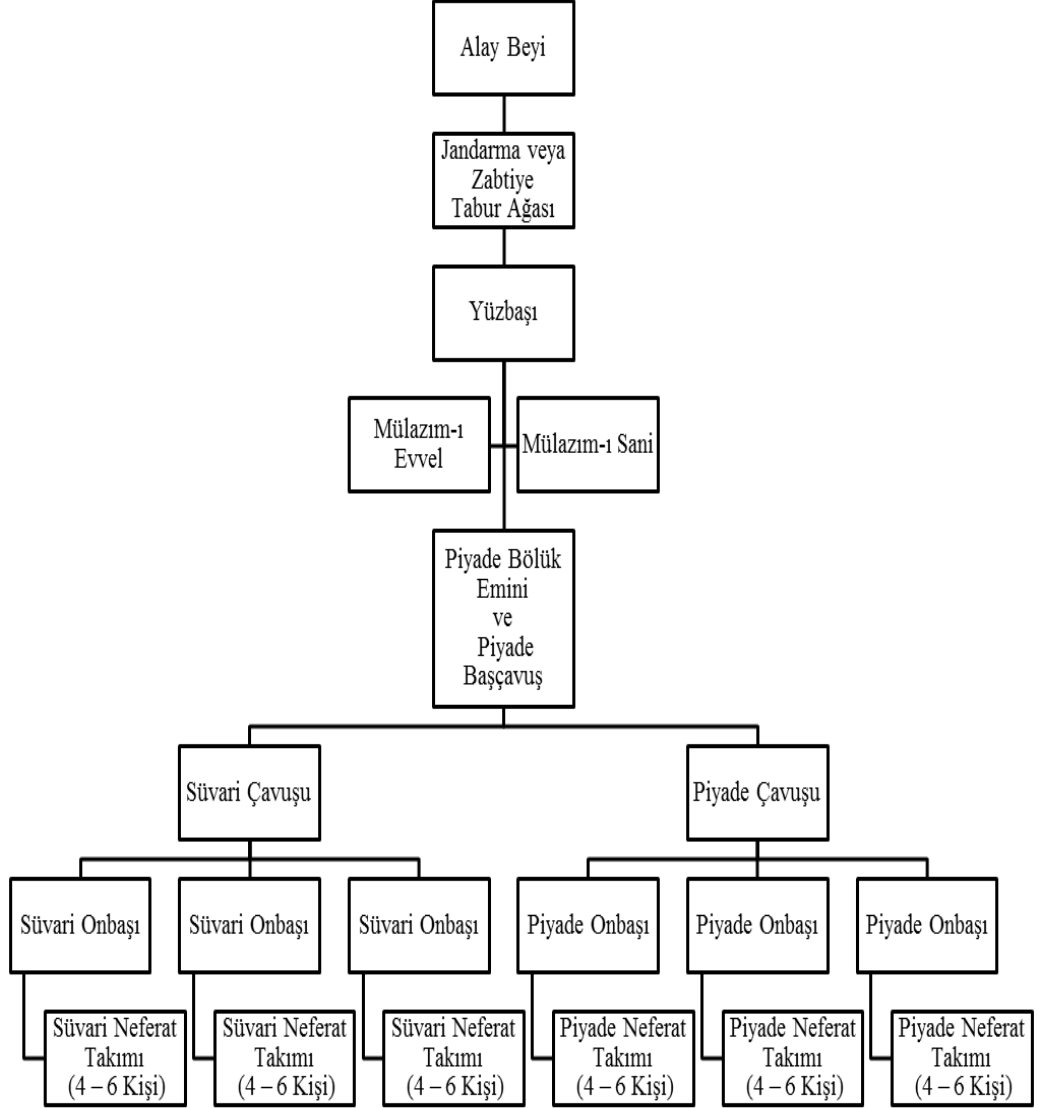 Alay Beyi
Jandarma veya
Zabtiye
Tabur Ağası
Yüzbaşı
Mülazım-ı
Evvel
Mülazım-ı Sani
Piyade Bölük
Emini
ve
Piyade
Başçavuş
Süvari Çavuşu
Piyade Çavuşu
Süvari Onbaşı
Süvari Onbaşı
Süvari Onbaşı
Piyade Onbaşı
Piyade Onbaşı
Piyade Onbaşı
Süvari Neferat
Takımı
(4 – 6 Kişi)
Süvari Neferat
Takımı
(4 – 6 Kişi)
Süvari Neferat
Takımı
(4 – 6 Kişi)
Piyade Neferat
Takımı
(4 – 6 Kişi)
Piyade Neferat
Takımı
(4 – 6 Kişi)
Piyade Neferat
Takımı
(4 – 6 Kişi)